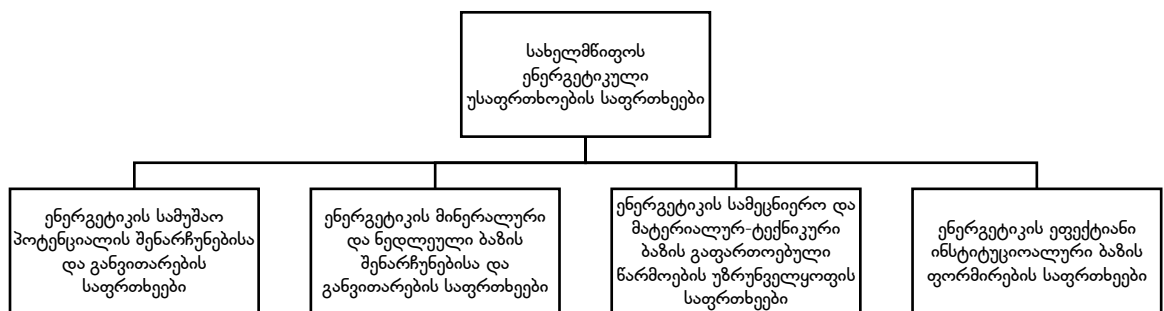 სახელმწიფოს
ენერგეტიკული
უსაფრთხოების საფრთხეები
ენერგეტიკის სამუშაო
პოტენციალის შენარჩუნებისა
და განვითარების
საფრთხეები
ენერგეტიკის მინერალური
და ნედლეული ბაზის
შენარჩუნებისა და
განვითარების საფრთხეები
ენერგეტიკის სამეცნიერო და
მატერიალურ-ტექნიკური
ბაზის გაფართოებული
წარმოების უზრუნველყოფის
საფრთხეები
ენერგეტიკის ეფექტიანი
ინსტიტუციოალური ბაზის
ფორმირების საფრთხეები